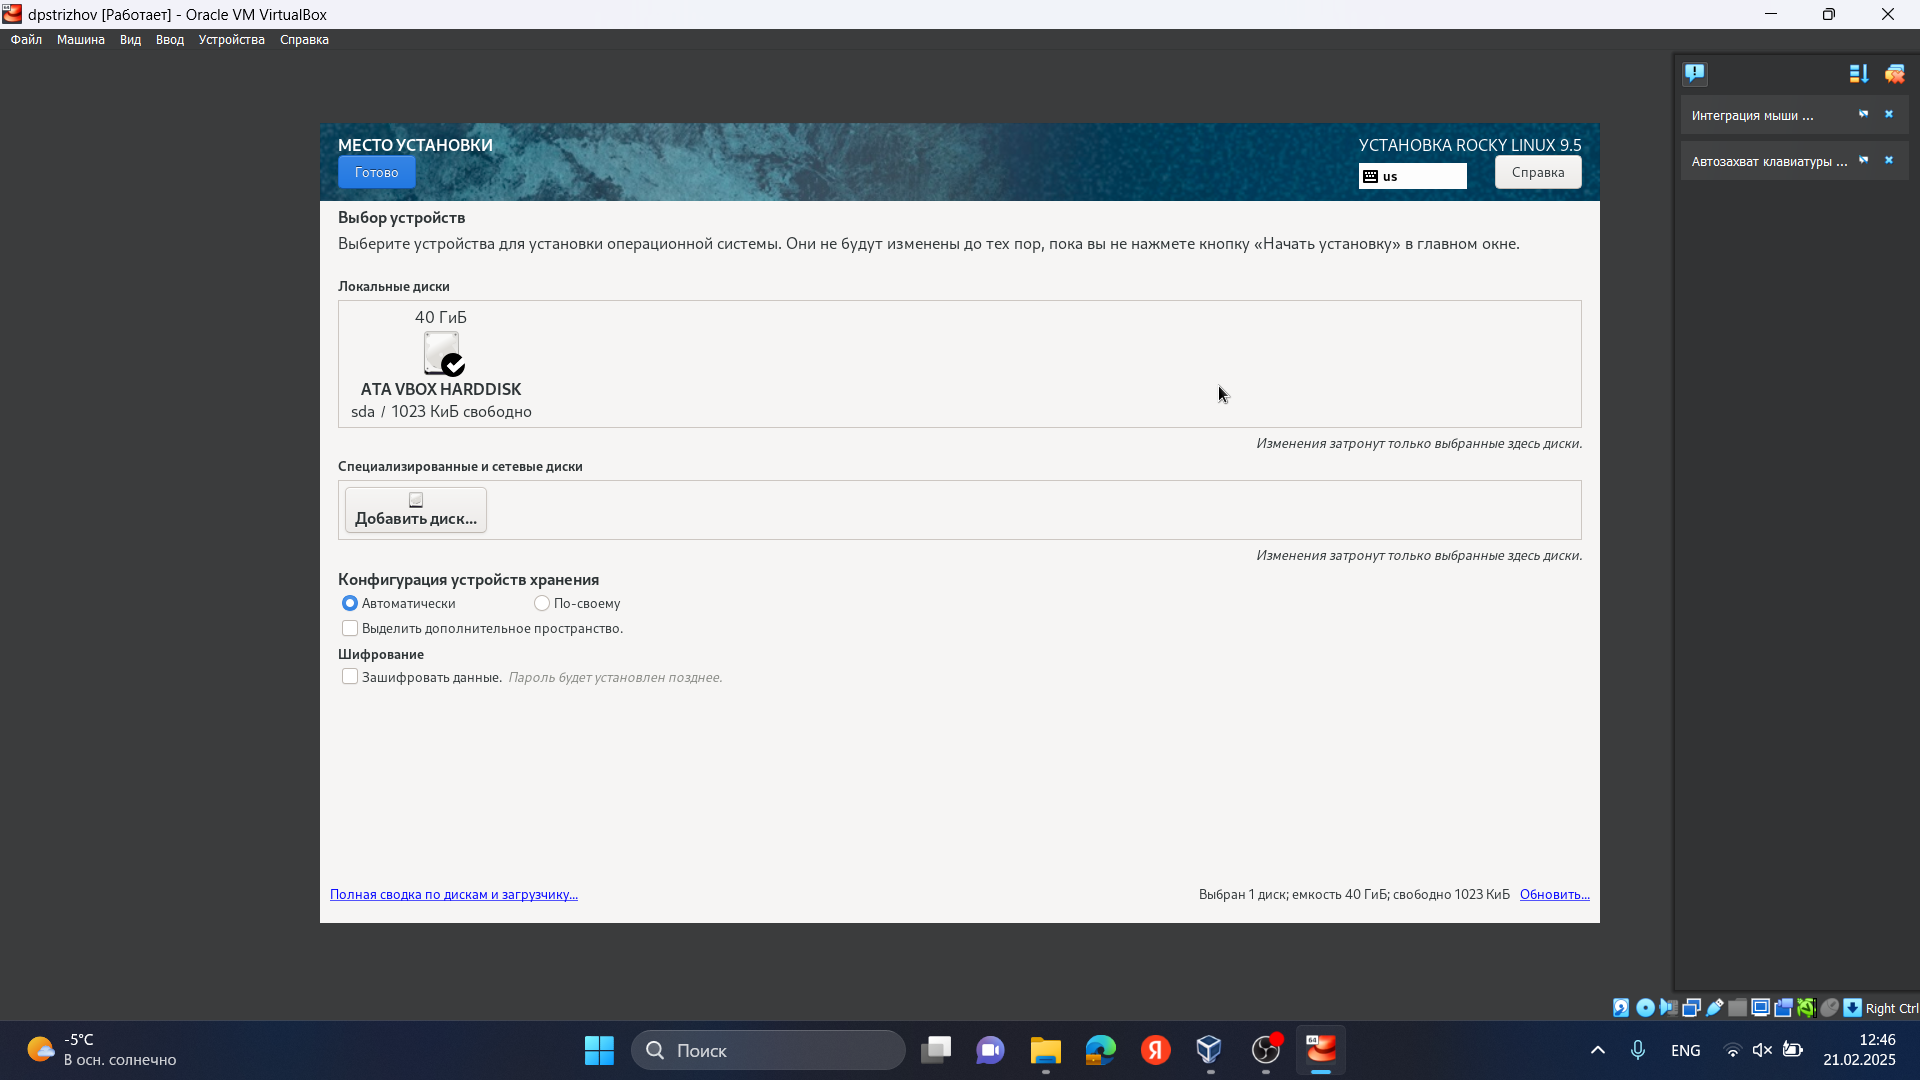 dpstrizhov [Работает] - Oracle VM VirtualBox
Файл Машина Вид Ввод Устройства Справка
Интеграция мыши ...
Автозахват клавиатуры ...
МЕСТО УСТАНОВКИ
УСТАНОВКА ROCKY LINUX 9.5
Готово
us
Справка
Выбор устройств
Выберите устройства для установки операционной системы. Они не будут изменены до тех пор, пока вы не нажмете кнопку «Начать установку» в главном окне.
Локальные диски
40 ГиБ
ATA VBOX HARDDISK
sda / 1023 КиБ свободно
Изменения затронут только выбранные здесь диски.
Специализированные и сетевые диски
Добавить диск...
Изменения затронут только выбранные здесь диски.
Конфигурация устройств хранения
Автоматически По-своему
Выделить дополнительное пространство.
Шифрование
Зашифровать данные. Пароль будет установлен позднее.
Полная сводка по дискам и загрузчику...
Выбран 1 диск; емкость 40 ГиБ; свободно 1023 КиБ Обновить...
Right Ctrl
-5°C
В осн. солнечно
Поиск
Я
64
ENG
12:46
21.02.2025